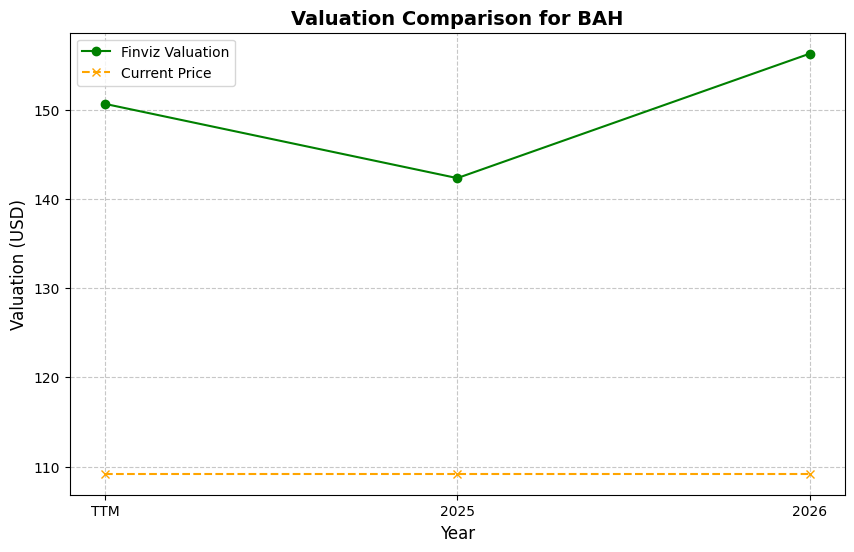 Valuation Comparison for BAH
Finviz Valuation
Current Price
Valuation (USD)
150
140
130
120
110
TTM
2025
2026
Year